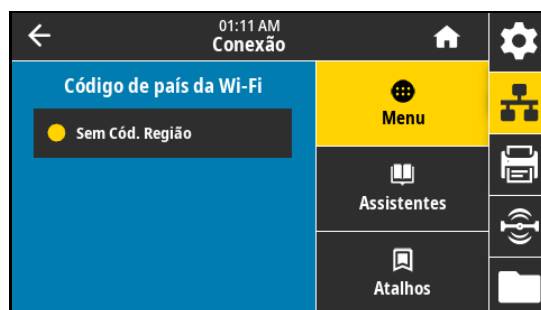 01:11 AM
Conexão
Código de país da Wi-Fi
Sem Cód. Região
Menu
Assistentes
Atalhos